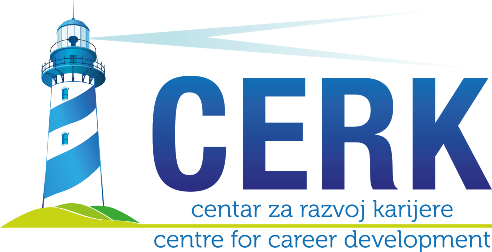 CERK
centar za razvoj karijere
centre for career development